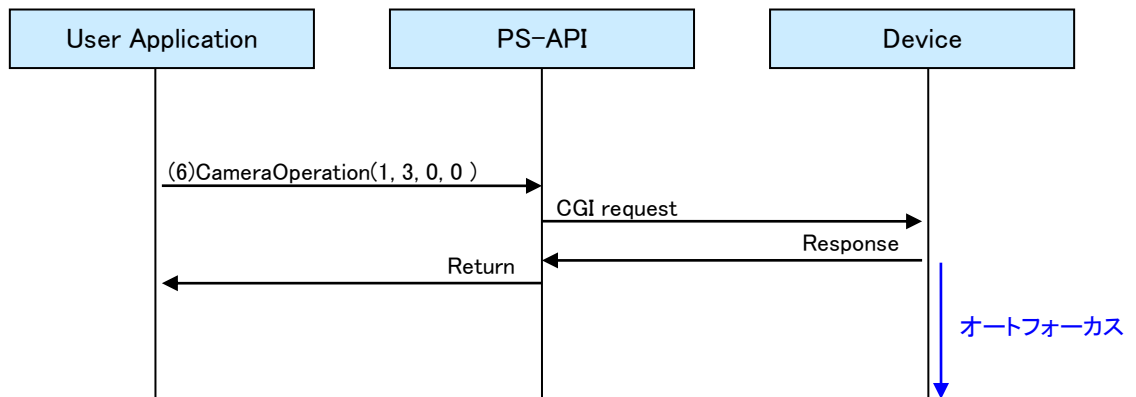 User Application
PS-API
Device
(6)CameraOperation(1, 3, 0, 0 )
CGI request
Response
Return
オートフォーカス